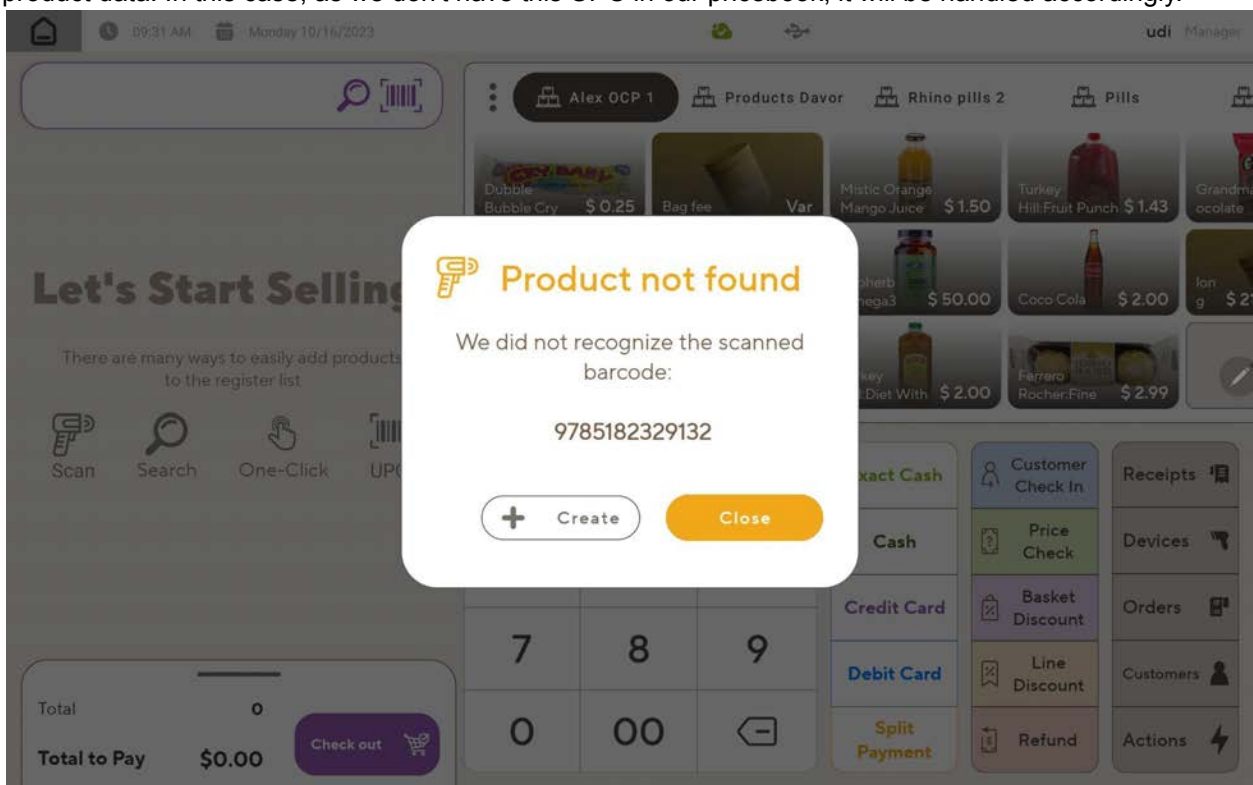 product data. In this case, as we don't have this UPC in our pricebook, it will be handled accordingly.
09:31 AM Monday 10/16/2023 udi Manager
Alex OCP 1 Products Davor Rhino pills 2 Pills
Dubble
Bubble Cry $ 0.25
Bag fee Var
Mistic Orange
Mango Juice $ 1.50
Turkey
Hill:Fruit Punch $ 1.43
Grandma
ocolate
Let's Start Selling
There are many ways to easily add products
to the register list
Scan Search One-Click UPC
Product not found
We did not recognize the scanned
barcode:
9785182329132
Create Close
$ 50.00
Coco Cola $ 2.00
Diet With $ 2.00
Ferrero
Rocher:Fine $ 2.99
7 8 9
0 00
Exact Cash
Cash
Credit Card
Debit Card
Split
Payment
Customer
Check In
Price
Check
Basket
Discount
Line
Discount
Refund
Receipts
Devices
Orders
Customers
Actions
Total 0
Total to Pay $0.00
Check out